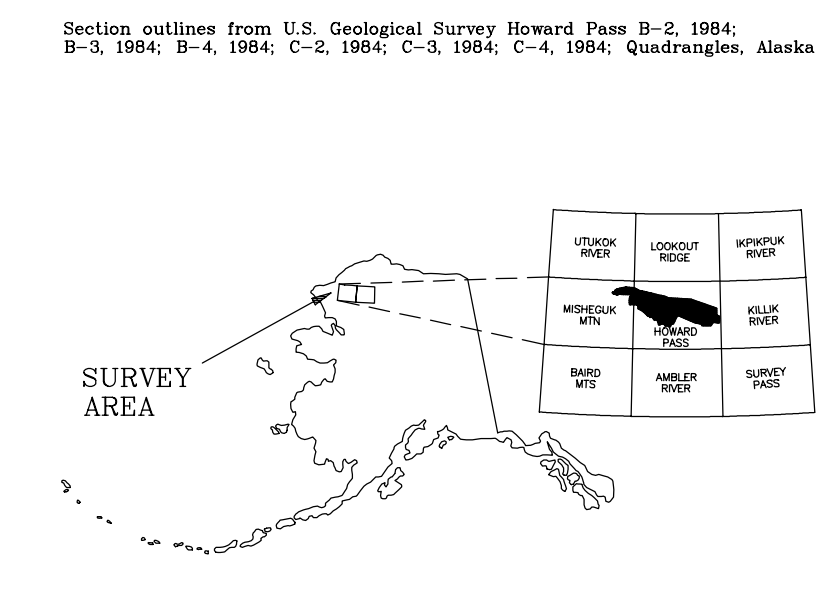 Section outlines from U.S. Geological Survey Howard Pass B-2, 1984;
B-3, 1984; B-4, 1984; C-2, 1984; C-3, 1984; C-4, 1984; Quadrangles, Alaska
UTUKOK
RIVER
LOOKOUT
RIDGE
IKPIKPUK
RIVER
MISHEGUK
MTN
HOWARD
PASS
KILLIK
RIVER
BAIRD
MTS
AMBLER
RIVER
SURVEY
PASS
SURVEY
AREA